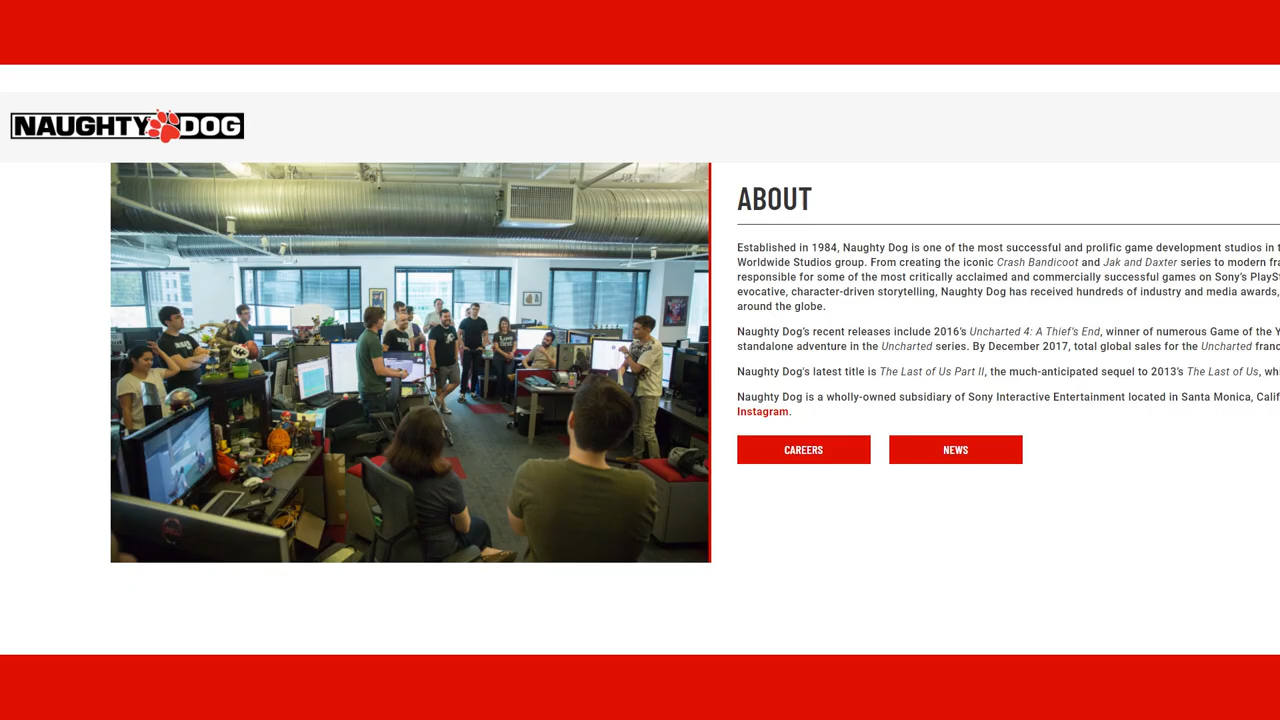 NAUGHTY DOG
ABOUT
Established in 1984, Naughty Dog is one of the most successful and prolific game development studios in
Worldwide Studios group. From creating the iconic Crash Bandicoot and Jak and Daxter series to modern
responsible for some of the most critically acclaimed and commercially successful games on Sony's
evocative, character-driven storytelling, Naughty Dog has received hundreds of industry and media awards,
around the globe.
Naughty Dog's recent releases include 2016's Uncharted 4: A Thief's End, winner of numerous Game of the
standalone adventure in the Uncharted series. By December 2017, total global sales for the Uncharted
Naughty Dog's latest title is The Last of Us Part II, the much-anticipated sequel to 2013's The Last of Us,
Naughty Dog is a wholly-owned subsidiary of Sony Interactive Entertainment located in Santa Monica,
Instagram.
CAREERS NEWS